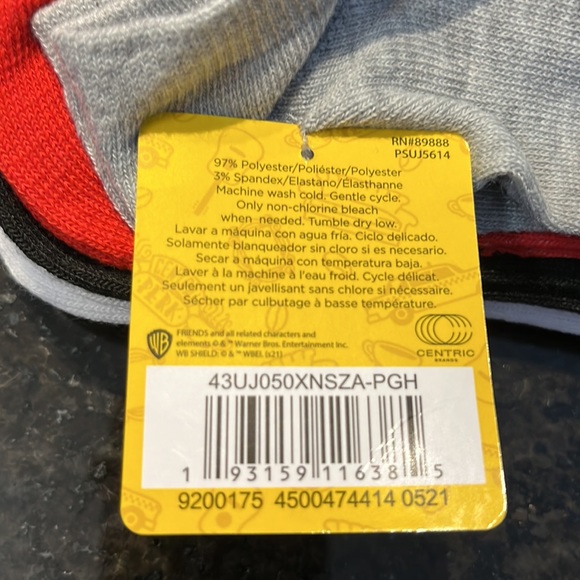 RN#89888
PSUJ5614
97% Polyester/Poliéster/Polyester
3% Spandex/Elastano/Élasthanne
Machine wash cold. Gentle cycle.
Only non-chlorine bleach
when needed. Tumble dry low.
Lavar a máquina con agua fría. Ciclo delicado.
Solamente blanqueador sin cloro si es necesario.
Secar a máquina con temperatura baja.
Laver à la machine à l'eau froid. Cycle délicat.
Seulement un javellisant sans chlore si nécessaire.
Sécher par culbutage à basse température.
WB
FRIENDS and all related characters and
elements © & ™ Warner Bros. Entertainment Inc.
WB SHIELD: © & ™ WBEI. (s21)
CENTRIC
BRANDS
43UJ050XNSZA-PGH
1 93159 11638 5
9200175 4500474414 0521